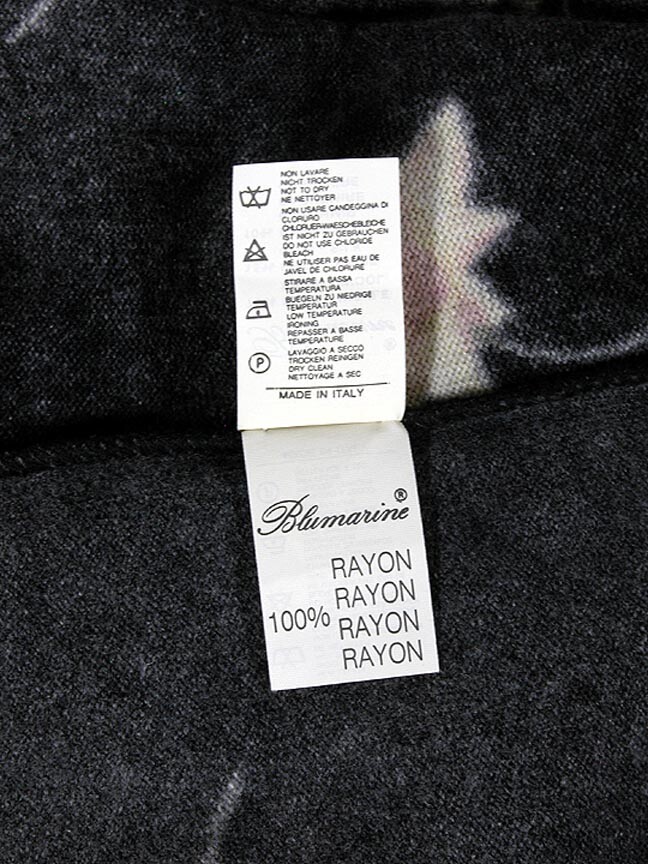 NON LAVARE
NICHT TROCKEN
NOT TO DRY
NE NETTOYER
NON USARE CANDEGGINA DI
CLORURO
CHLORUER-WAESCHEBLEICHE
IST NICHT ZU GEBRAUCHEN
DO NOT USE CHLORIDE
BLEACH
NE UTILISER PAS EAU DE
JAVEL DE CHLORURE
STIRARE A BASSA
TEMPERATURA
BUEGELN ZU NIEDRIGE
TEMPERATUR
LOW TEMPERATURE
IRONING
REPASSER A BASSE
TEMPERATURE
P
LAVAGGIO A SECCO
TROCKEN REINIGEN
DRY CLEAN
NETTOYAGE A SEC
MADE IN ITALY
Blumarine®
RAYON
RAYON
100% RAYON
RAYON